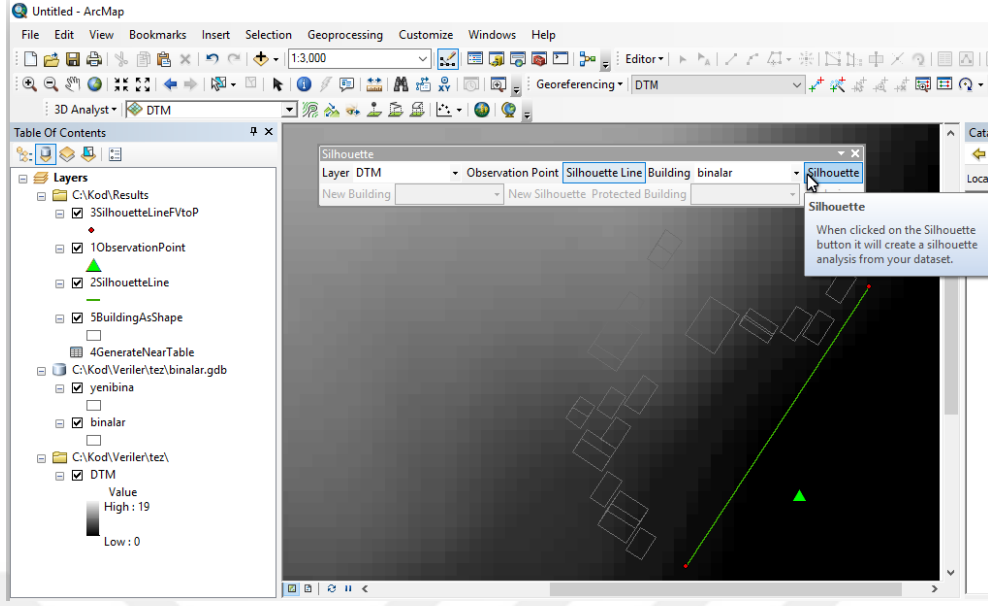 Untitled - ArcMap
File Edit View Bookmarks Insert Selection Geoprocessing Customize Windows Help
1:3,000 Editor
Georeferencing DTM
3D Analyst DTM
Table Of Contents
Layers
C:\Kod\Results
3SilhouetteLineFVtoP
1ObservationPoint
2SilhouetteLine
5BuildingAsShape
4GenerateNearTable
C:\Kod\Veriler\tez\binalar.gdb
yenibina
binalar
C:\Kod\Veriler\tez\
DTM
Value
High : 19
Low : 0
Silhouette
Layer DTM Observation Point Silhouette Line Building binalar Silhouette
New Building New Silhouette Protected Building
Silhouette
When clicked on the Silhouette
button it will create a silhouette
analysis from your dataset.
Cat
Loca